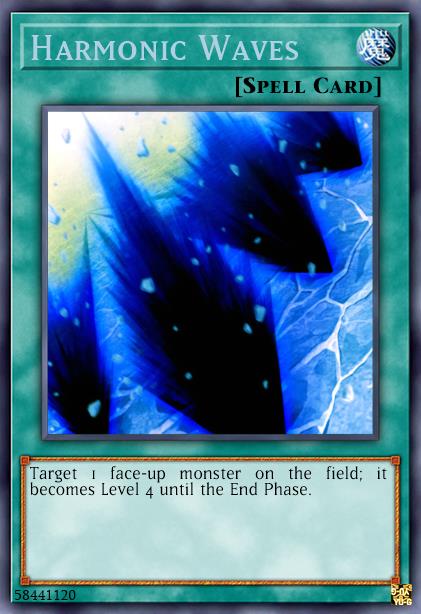 Harmonic Waves
魔
[Spell Card]
Target 1 face-up monster on the field; it
becomes Level 4 until the End Phase.
58441120